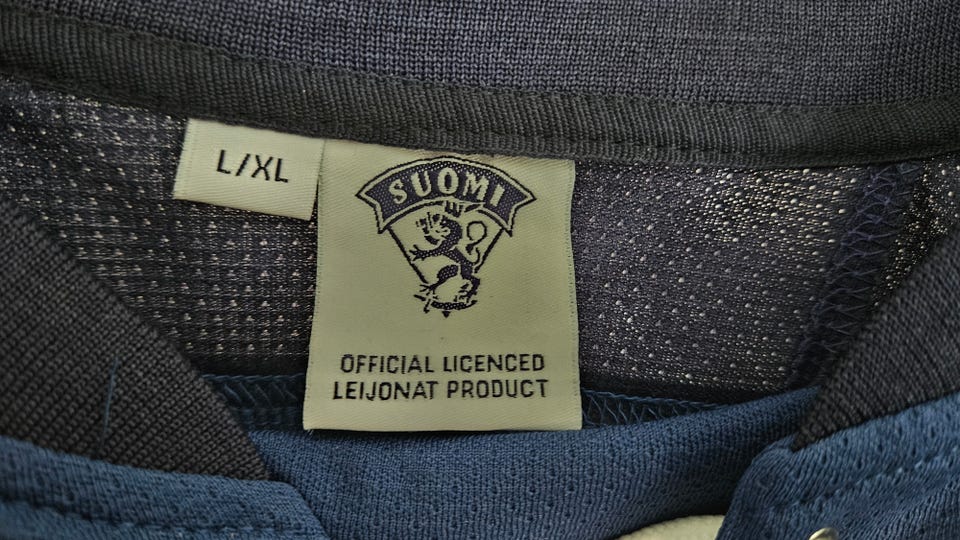 L/XL
SUOMI
OFFICIAL LICENCED
LEIJONAT PRODUCT